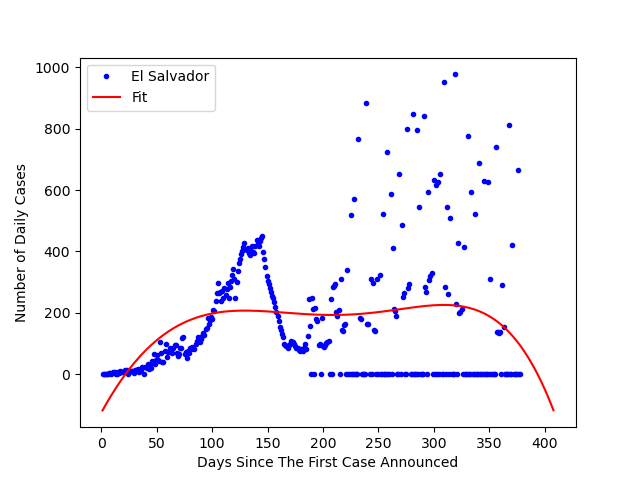 El Salvador
Fit
1000
800
600
400
200
0
Number of Daily Cases
0 50 100 150 200 250 300 350 400
Days Since The First Case Announced